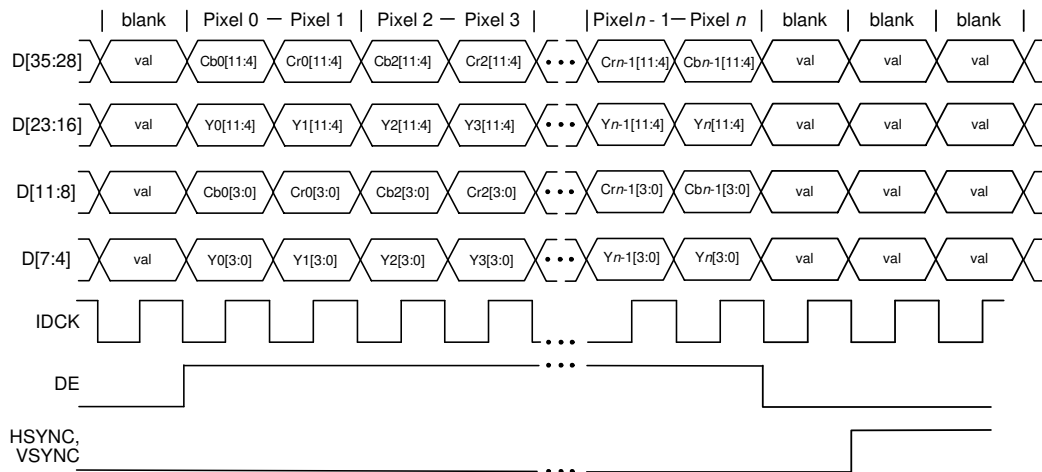 blank Pixel 0 — Pixel 1 Pixel 2 — Pixel 3 Pixel n - 1 — Pixel n blank blank blank
D[35:28] val Cb0[11:4] Cr0[11:4] Cb2[11:4] Cr2[11:4] ••• Crn-1[11:4] Cbn-1[11:4] val val val
D[23:16] val Y0[11:4] Y1[11:4] Y2[11:4] Y3[11:4] ••• Yn-1[11:4] Yn[11:4] val val val
D[11:8] val Cb0[3:0] Cr0[3:0] Cb2[3:0] Cr2[3:0] ••• Crn-1[3:0] Cbn-1[3:0] val val val
D[7:4] val Y0[3:0] Y1[3:0] Y2[3:0] Y3[3:0] ••• Yn-1[3:0] Yn[3:0] val val val
IDCK •••
DE •••
HSYNC,
VSYNC •••